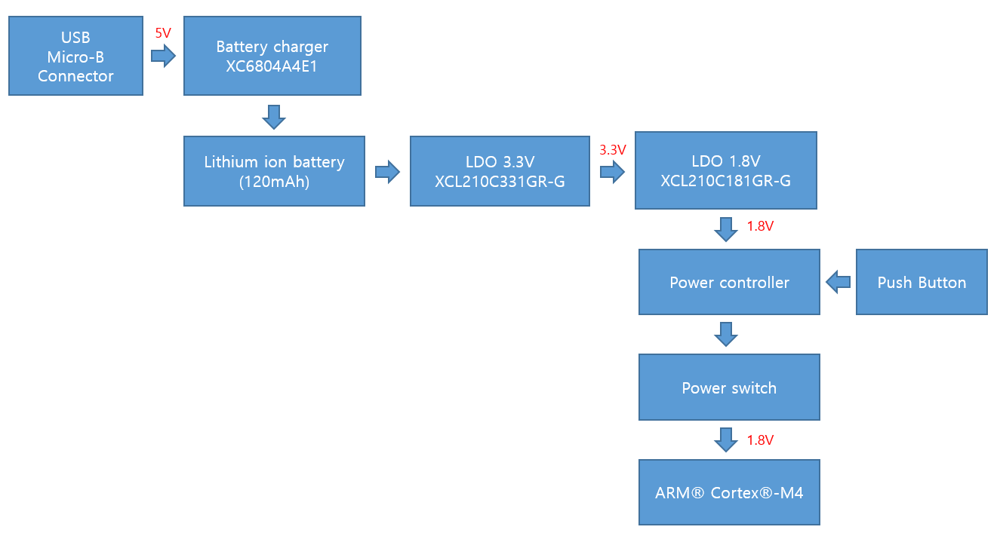 USB
Micro-B
Connector
5V
Battery charger
XC6804A4E1
Lithium ion battery
(120mAh)
LDO 3.3V
XCL210C331GR-G
3.3V
LDO 1.8V
XCL210C181GR-G
1.8V
Power controller
Push Button
Power switch
1.8V
ARM® Cortex®-M4